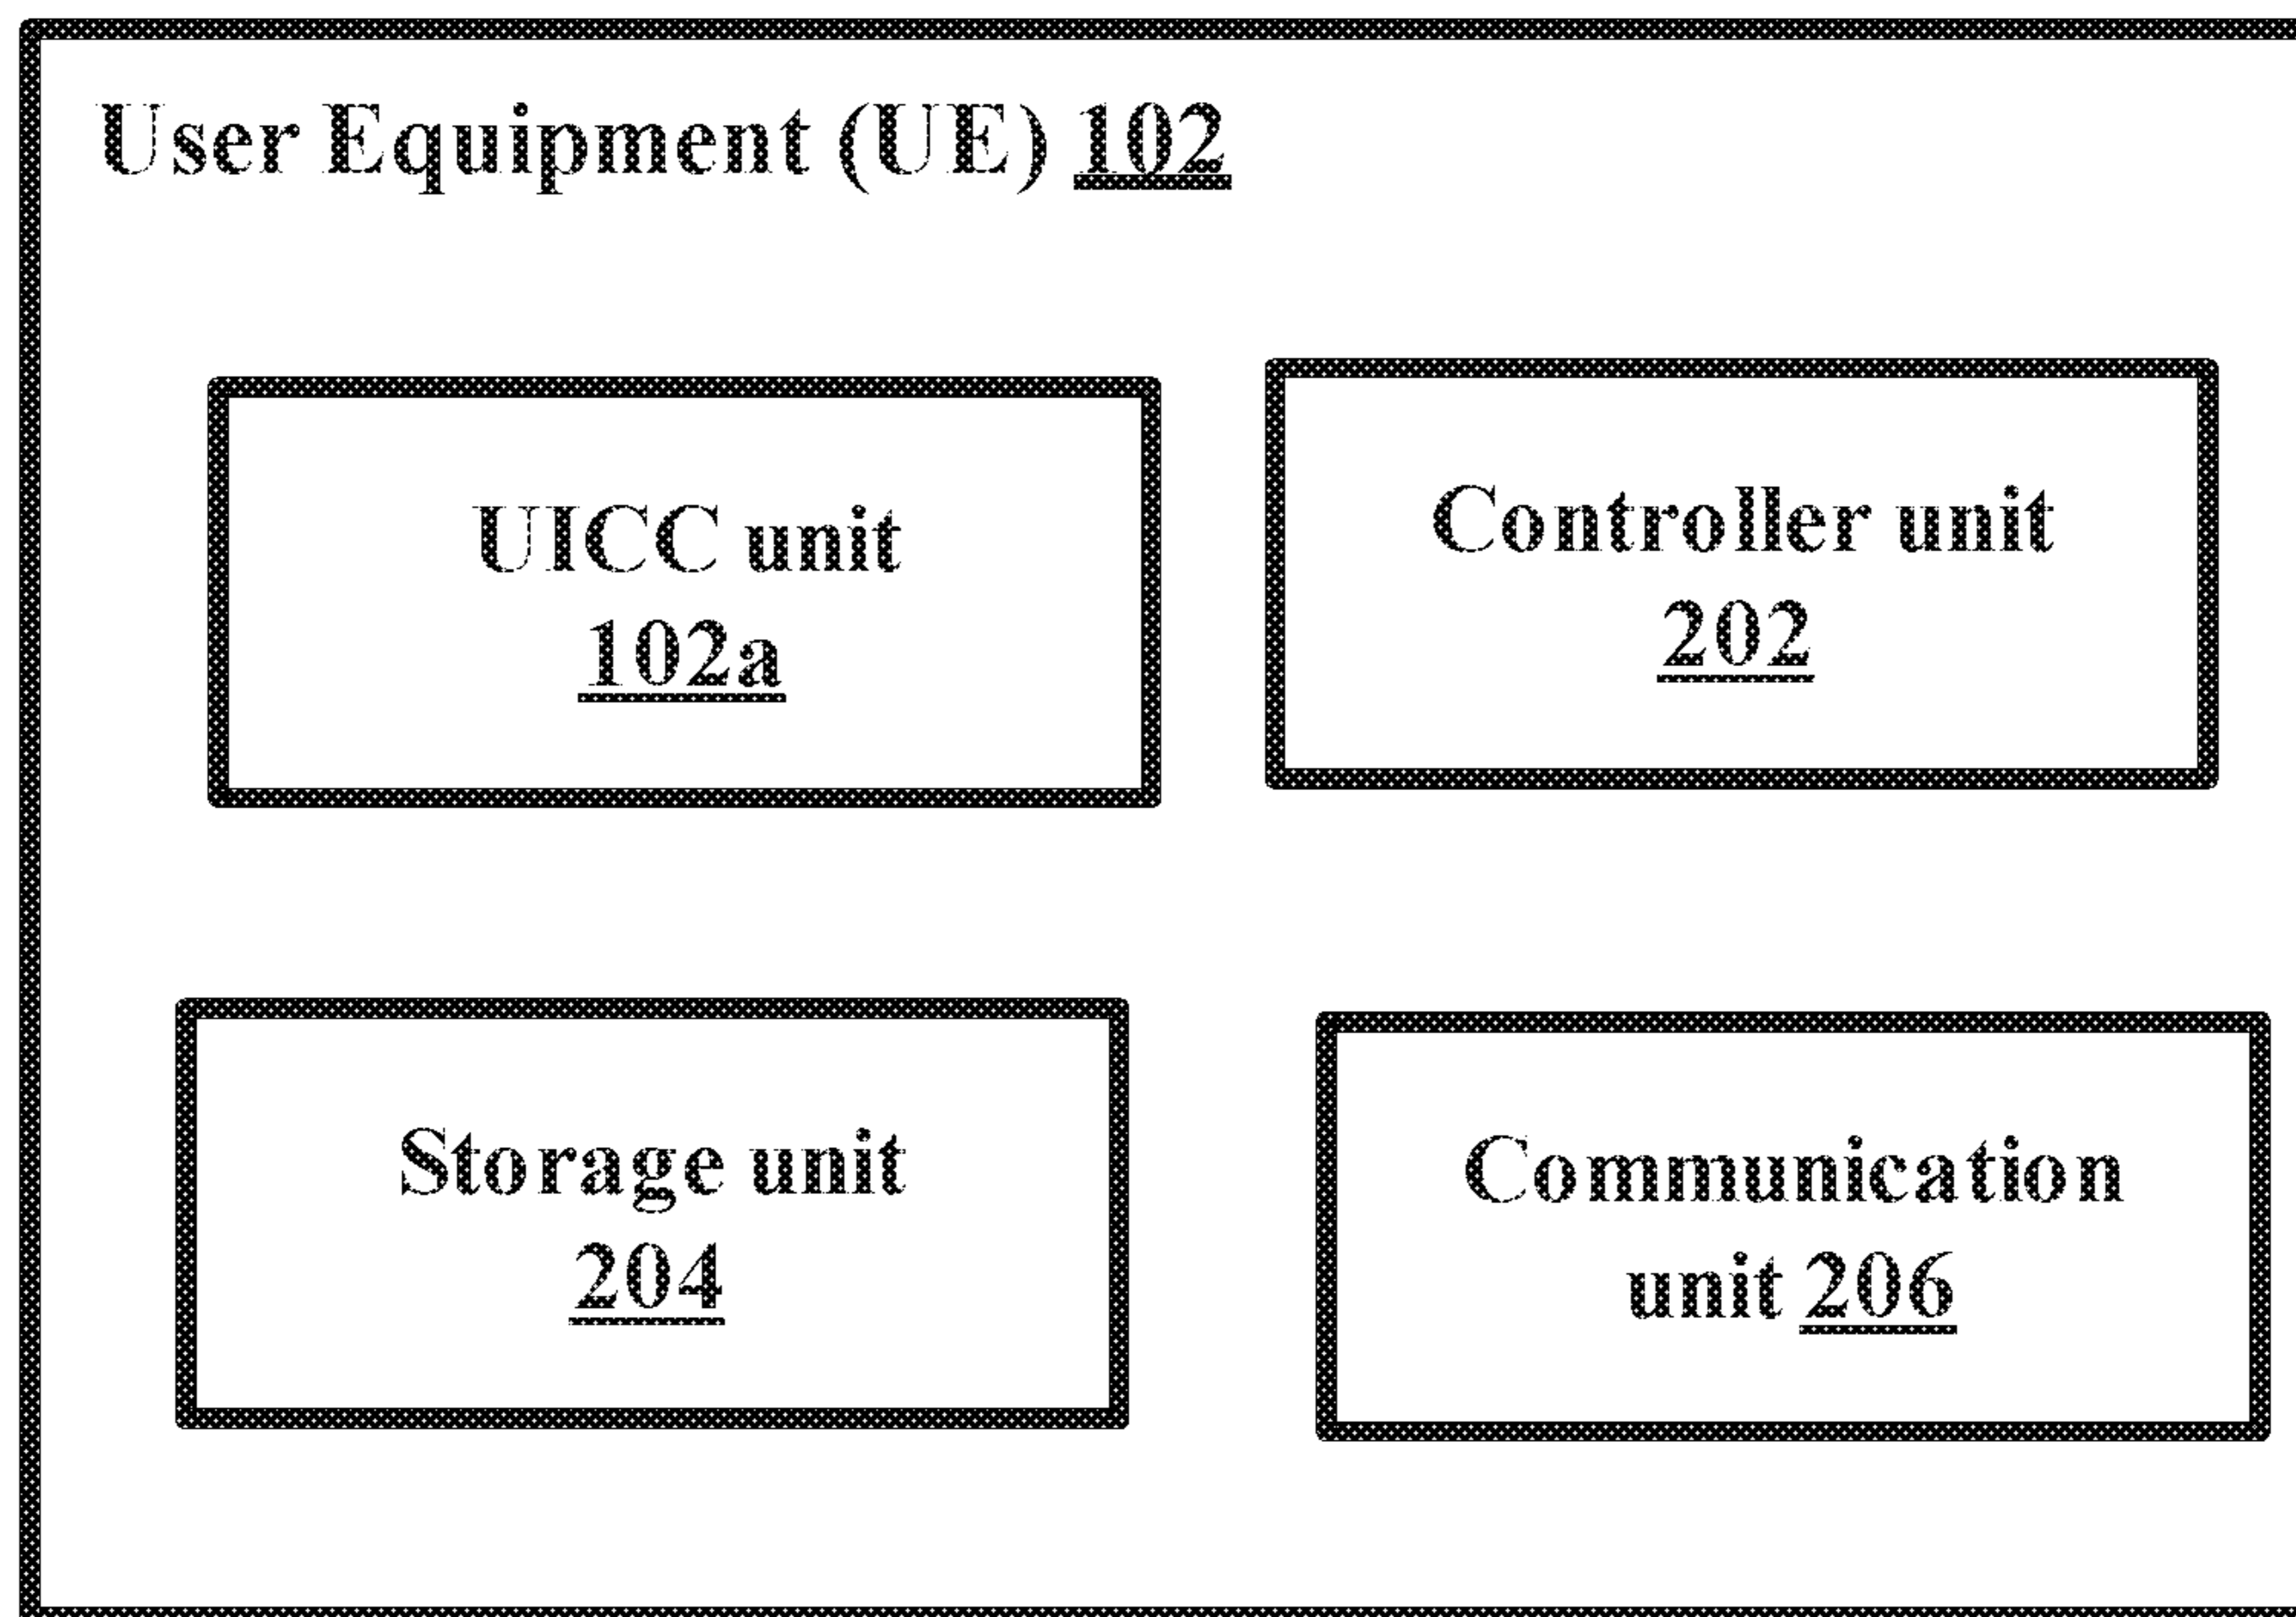 User Equipment (UE) 102
UICC unit
102a
Controller unit
202
Storage unit
204
Communication
unit 206